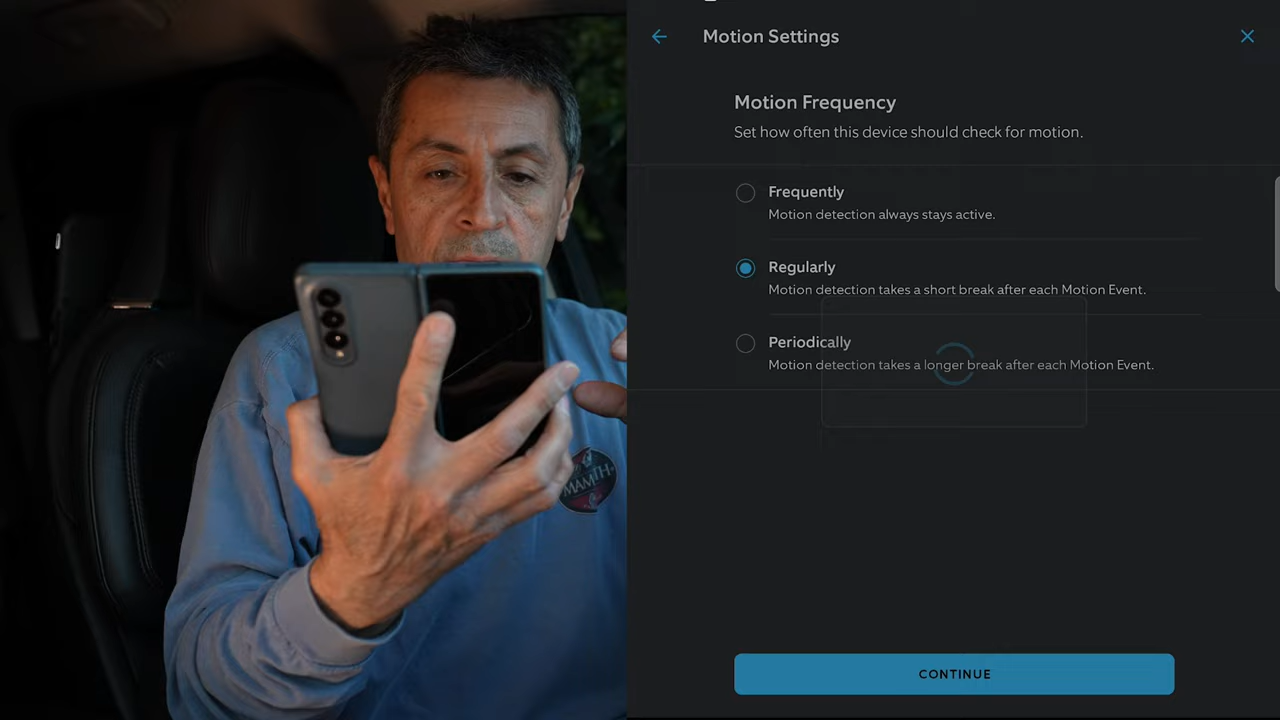 Motion Settings
Motion Frequency
Set how often this device should check for motion.
Frequently
Motion detection always stays active.
Regularly
Motion detection takes a short break after each Motion Event.
Periodically
Motion detection takes a longer break after each Motion Event.
CONTINUE